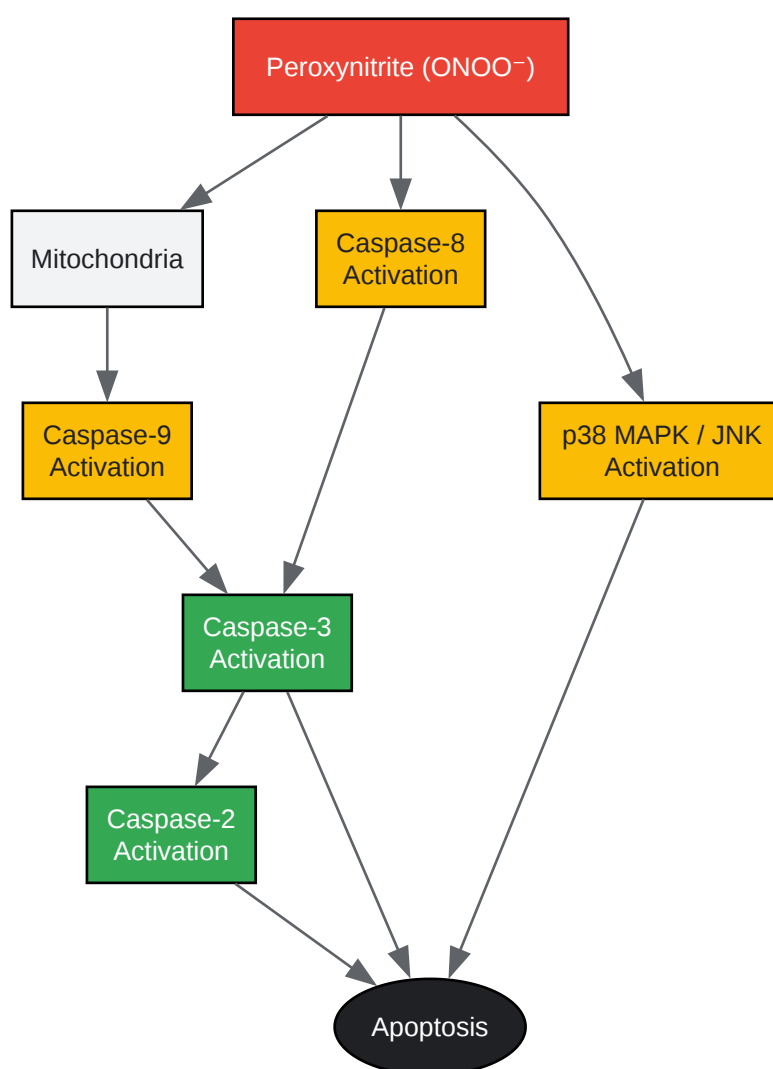 Peroxynitrite (ONOO⁻)
Mitochondria
Caspase-8
Activation
Caspase-9
Activation
p38 MAPK / JNK
Activation
Caspase-3
Activation
Caspase-2
Activation
Apoptosis